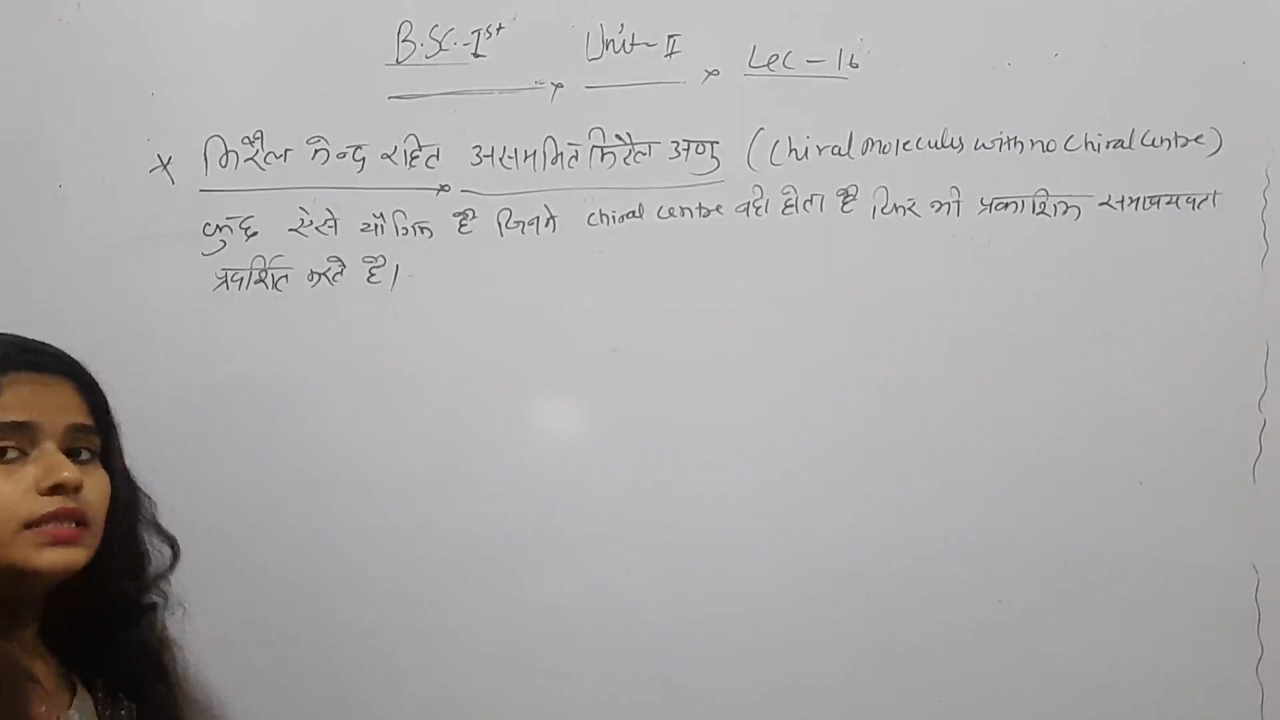 B.SC.-Ist Unit-II Lec-16
* किरैल केन्द्र रहित असममित किरैल अणु (Chiral moleculus with no Chiral Centre)
कुछ ऐसे यौगिक है जिनमे chiral centre नही होता है फिर भी प्रकाशिक समावयवता
प्रदर्शित करते है।